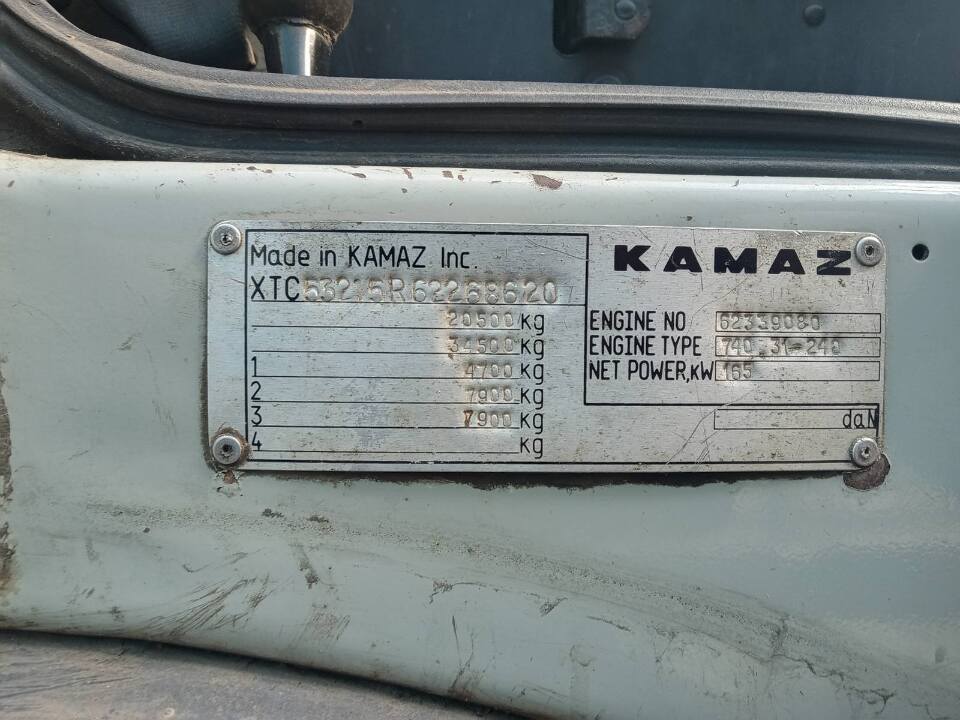 Made in KAMAZ Inc.
XTC53215R62268620
20500 Kg
34500 Kg
1 4700 Kg
2 7900 Kg
3 7900 Kg
4 Kg
KAMAZ
ENGINE NO 62339080
ENGINE TYPE 740.31-240
NET POWER,KW 165
daN